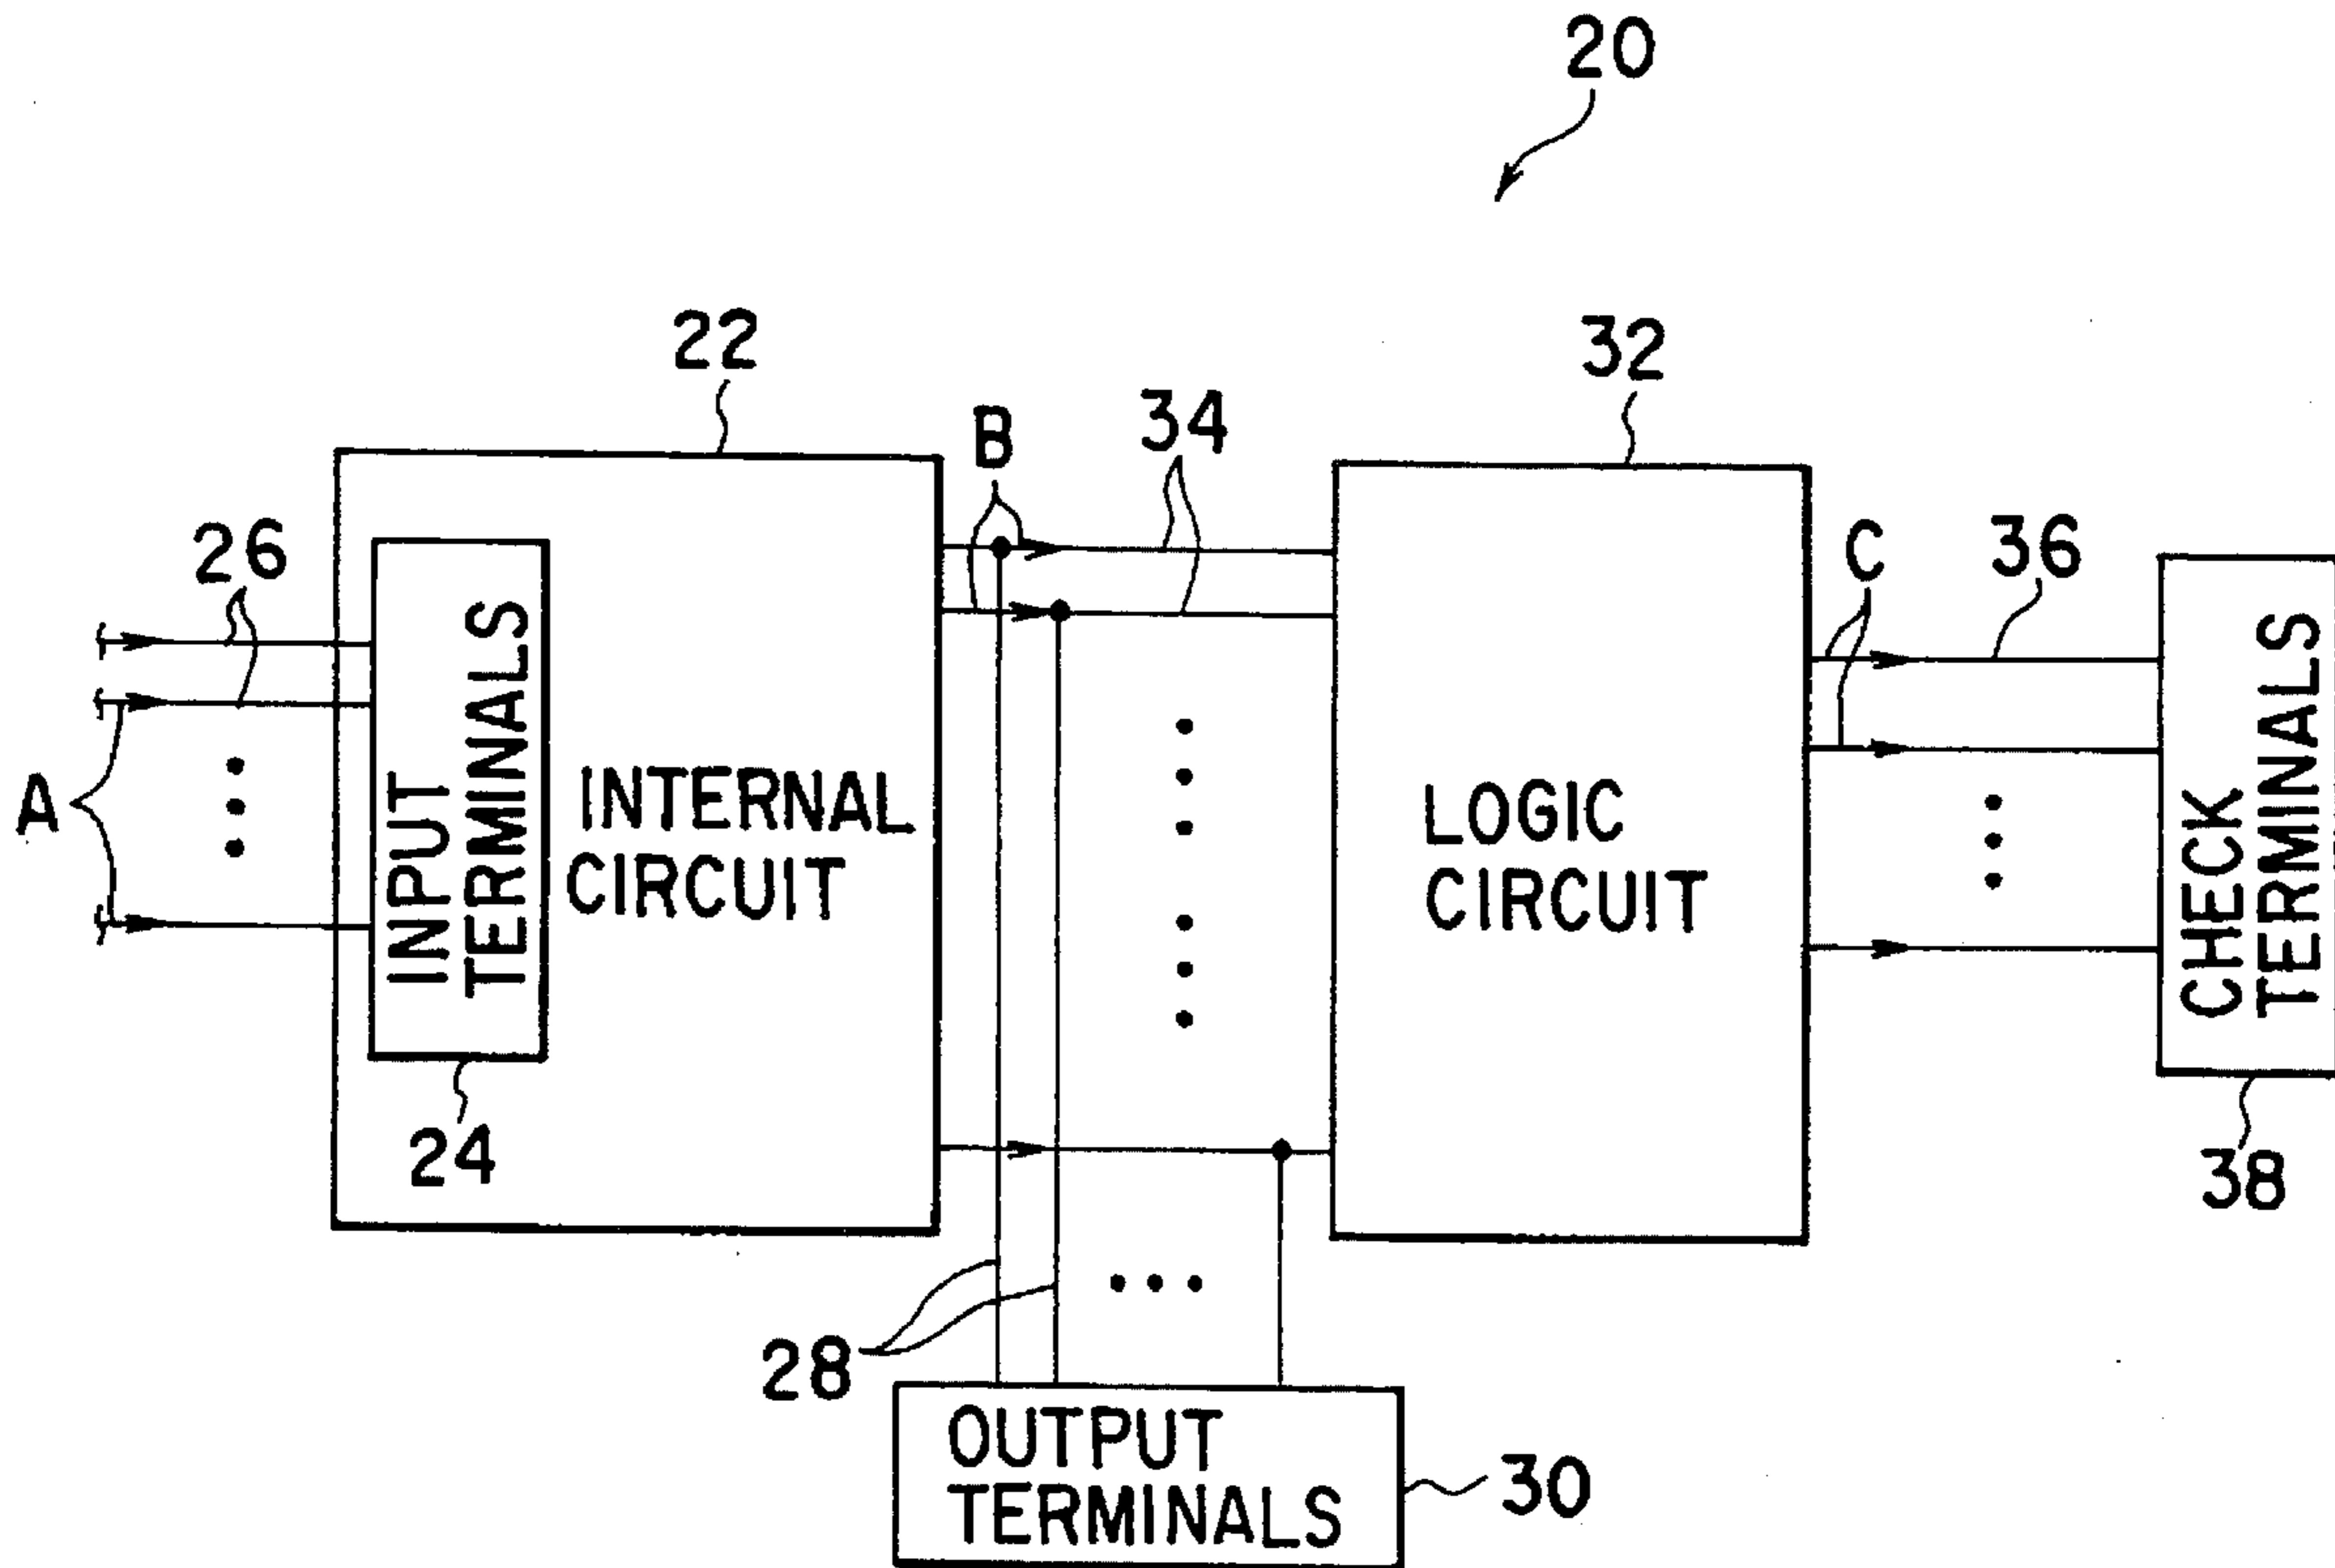 20
22
32
B
34
26
C
36
A
INPUT
TERMINALS
INTERNAL
CIRCUIT
LOGIC
CIRCUIT
CHECK
TERMINALS
24
38
28
OUTPUT
TERMINALS
30